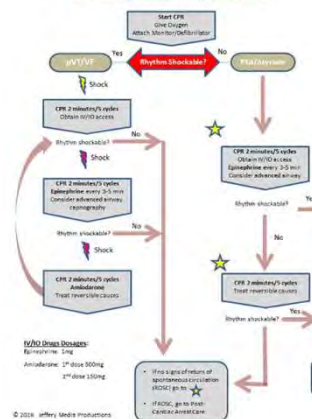 Start CPR
Give Oxygen
Attach Monitor/Defibrillator
Yes
Rhythm Shockable?
No
pVT/VF
PEA/Asystole
Shock
CPR 2 minutes/5 cycles
Obtain IV/IO access
Rhythm shockable?
No
Shock
CPR 2 minutes/5 cycles
Epinephrine every 3-5 min
Consider advanced airway,
capnography
Rhythm shockable?
No
Shock
CPR 2 minutes/5 cycles
Amiodarone
Treat reversible causes
CPR 2 minutes/5 cycles
Obtain IV/IO access
Epinephrine every 3-5 min
Consider advanced airway
Rhythm shockable?
Yes
No
CPR 2 minutes/5 cycles
Treat reversible causes
Rhythm shockable?
Yes
IV/IO Drugs Dosages:
Epinephrine: 1mg
Amiodarone: 1st dose 300mg
2nd dose 150mg
If no signs of return of
spontaneous circulation
(ROSC) go to
If ROSC, go to Post-
Cardiac Arrest Care
© 2016 Jeffery Media Productions